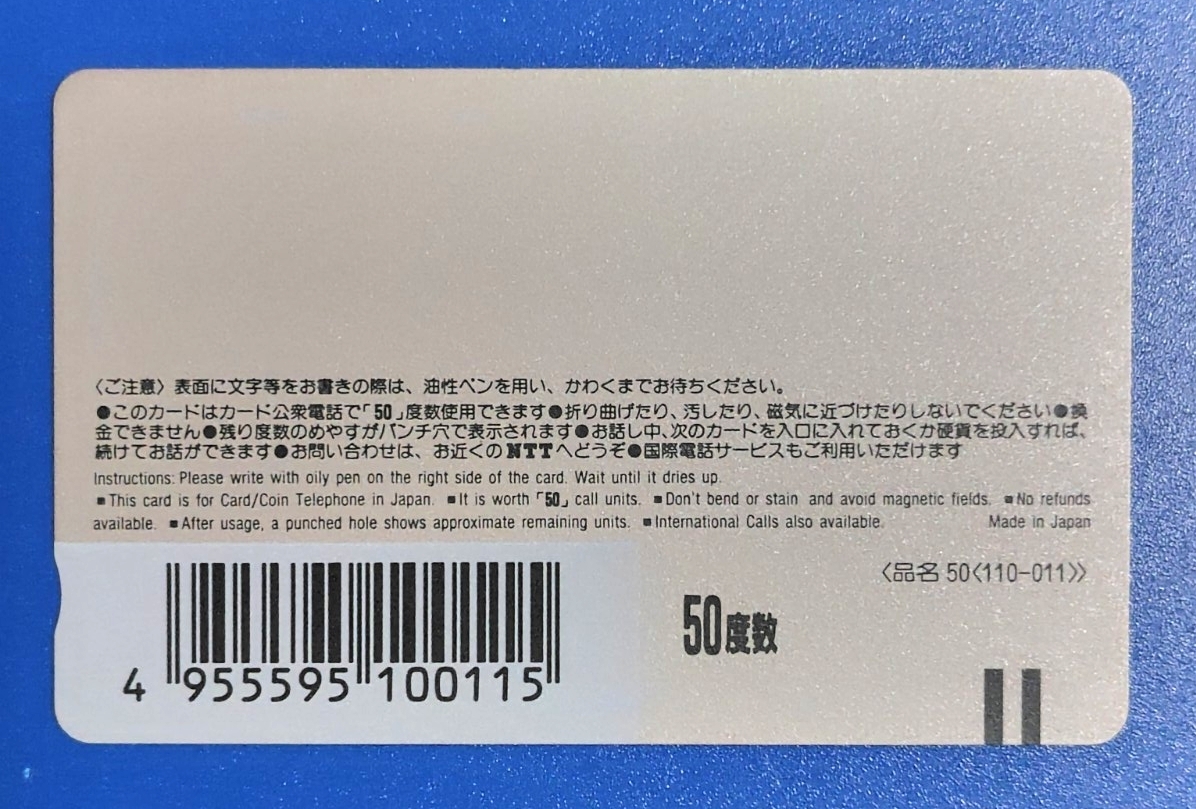 〈ご注意〉表面に文字等をお書きの際は、油性ペンを用い、かわくまでお待ちください。
●このカードはカード公衆電話で「50」度数使用できます●折り曲げたり、汚したり、磁気に近づけたりしないでください●換
金できません●残り度数のめやすがパンチ穴で表示されます●お話し中、次のカードを入口に入れておくか硬貨を投入すれば、
続けてお話ができます●お問い合わせは、お近くのNTTへどうぞ●国際電話サービスもご利用いただけます
Instructions: Please write with oily pen on the right side of the card. Wait until it dries up.
■This card is for Card/Coin Telephone in Japan. ■It is worth「50」call units. ■Don't bend or stain and avoid magnetic fields. ■No refunds
available. ■After usage, a punched hole shows approximate remaining units. ■International Calls also available. Made in Japan
〈品名 50〈110-011〉〉
50度数
4 955595 100115